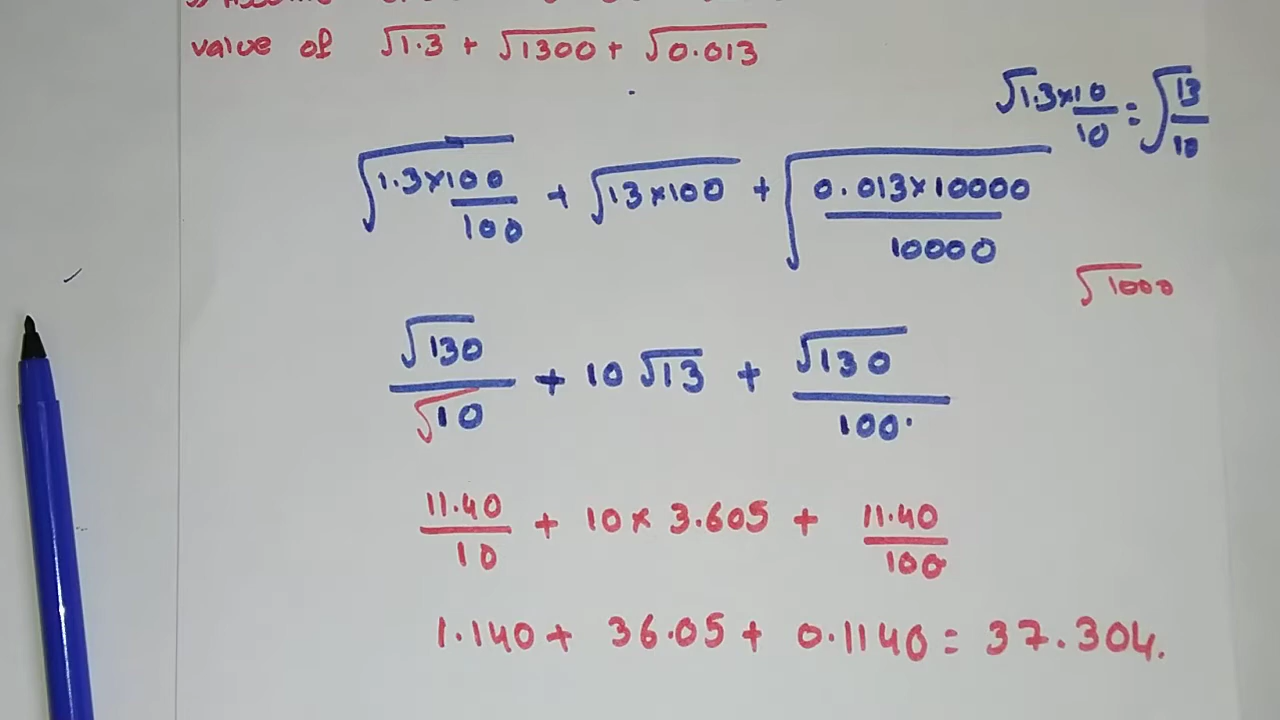 value of √1.3 + √1300 + √0.013
√1.3×10/10 = √13/10
√1.3×100/100 + √13×100 + √0.013×10000/10000
√1000
√130/√10 + 10√13 + √130/100.
11.40/10 + 10 × 3.605 + 11.40/100
1.140 + 36.05 + 0.1140 = 37.304.